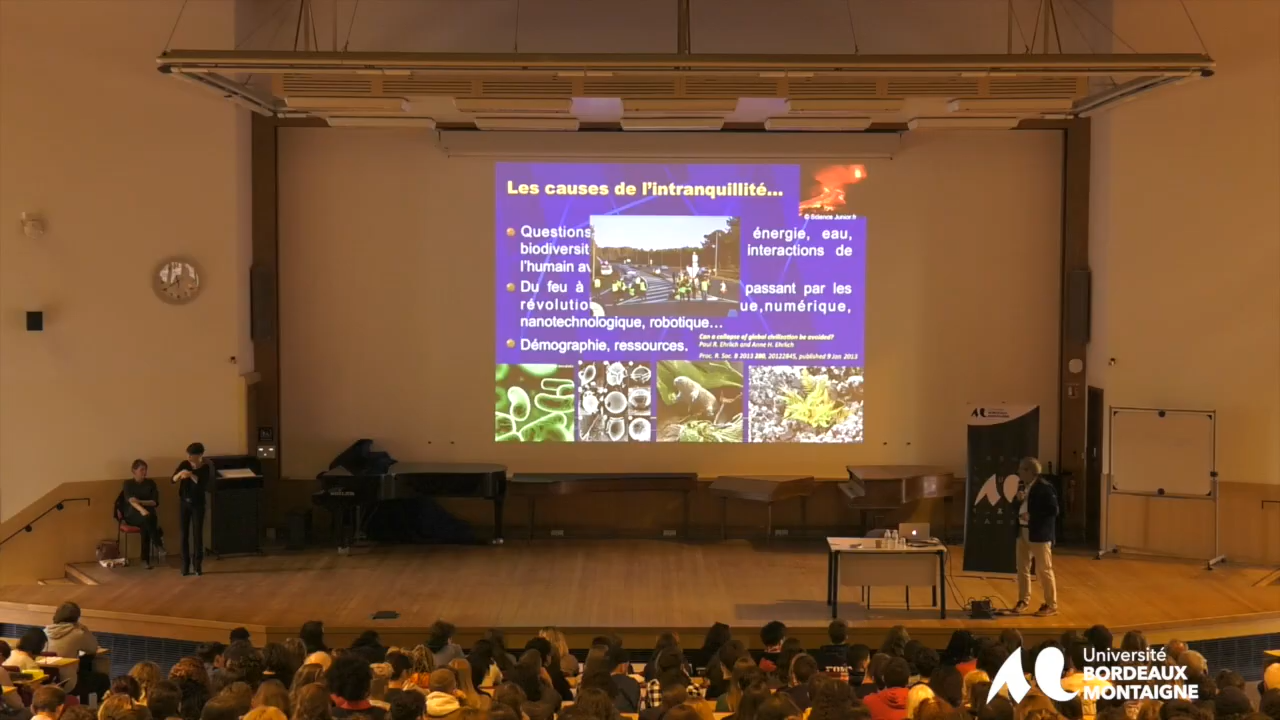 Les causes de l'intranquillité...
© Science Junior.fr
Questions énergie, eau,
biodiversit interactions de
l'humain av
Du feu à passant par les
révolution ue,numérique,
nanotechnologique, robotique...
Démographie, ressources.
Can a collapse of global civilization be avoided?
Paul R. Ehrlich and Anne H. Ehrlich
Proc. R. Soc. B 2013 280, 20122845, published 9 Jan 2013
Université
BORDEAUX
MONTAIGNE